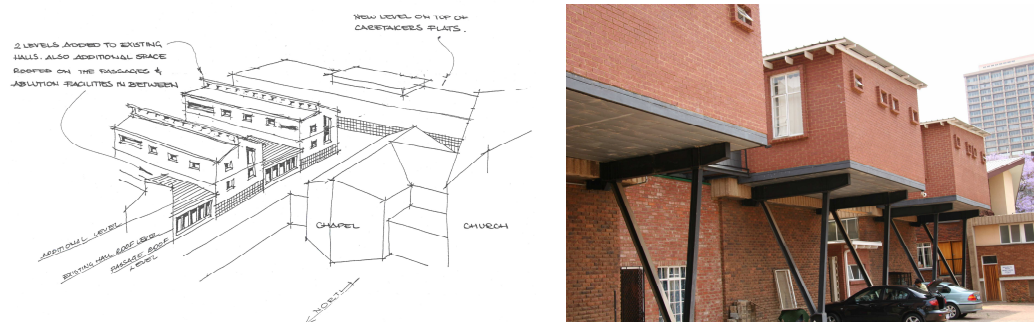 2 LEVELS ADDED TO EXISTING
HALLS. ALSO ADDITIONAL SPACE
ROOFED ON THE PASSAGES &
ABLUTION FACILITIES IN BETWEEN
NEW LEVEL ON TOP OF
CARETAKERS FLATS.
CHAPEL
CHURCH
ADDITIONAL LEVEL
EXISTING HALL ROOF LEVEL
PASSAGE ROOF
LEVEL
NORTH